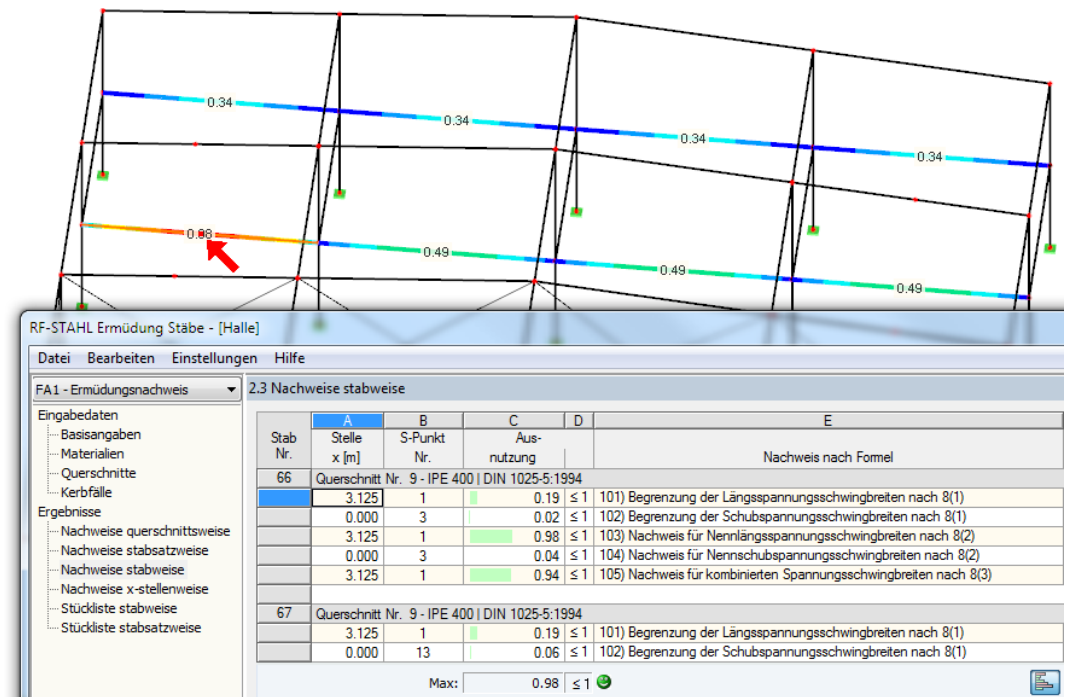 0.34
0.34
0.34
0.34
0.98
0.49
0.49
0.49
RF-STAHL Ermüdung Stäbe - [Halle]
Datei Bearbeiten Einstellungen Hilfe
FA1 - Ermüdungsnachweis
2.3 Nachweise stabweise
Eingabedaten
Basisangaben
Materialien
Querschnitte
Kerbfälle
Ergebnisse
Nachweise querschnittsweise
Nachweise stabsatzweise
Nachweise stabweise
Nachweise x-stellenweise
Stückliste stabweise
Stückliste stabsatzweise
A B C D E
Stab Stelle S-Punkt Aus-
Nr. x [m] Nr. nutzung Nachweis nach Formel
66 Querschnitt Nr. 9 - IPE 400 | DIN 1025-5:1994
3.125 1 0.19 ≤ 1 101) Begrenzung der Längsspannungsschwingbreiten nach 8(1)
0.000 3 0.02 ≤ 1 102) Begrenzung der Schubspannungsschwingbreiten nach 8(1)
3.125 1 0.98 ≤ 1 103) Nachweis für Nennlängsspannungsschwingbreiten nach 8(2)
0.000 3 0.04 ≤ 1 104) Nachweis für Nennschubspannungsschwingbreiten nach 8(2)
3.125 1 0.94 ≤ 1 105) Nachweis für kombinierten Spannungsschwingbreiten nach 8(3)
67 Querschnitt Nr. 9 - IPE 400 | DIN 1025-5:1994
3.125 1 0.19 ≤ 1 101) Begrenzung der Längsspannungsschwingbreiten nach 8(1)
0.000 13 0.06 ≤ 1 102) Begrenzung der Schubspannungsschwingbreiten nach 8(1)
Max: 0.98 ≤ 1